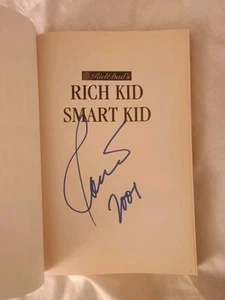 Rich Dad's
RICH KID
SMART KID
2001